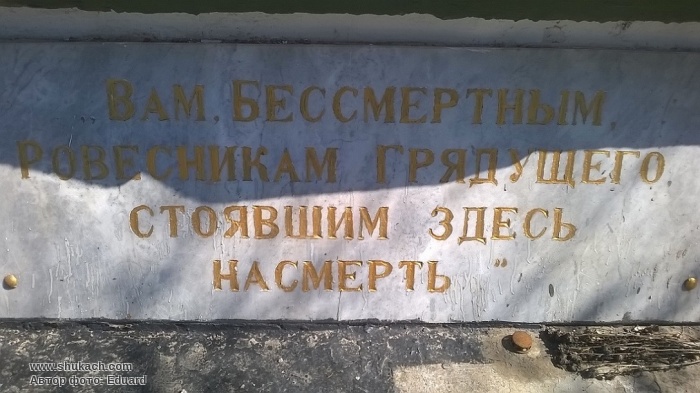 „Вам, Бессмертным,
Ровесникам Грядущего
стоявшим здесь
насмерть "
www.shukach.com
Автор фото- Eduard